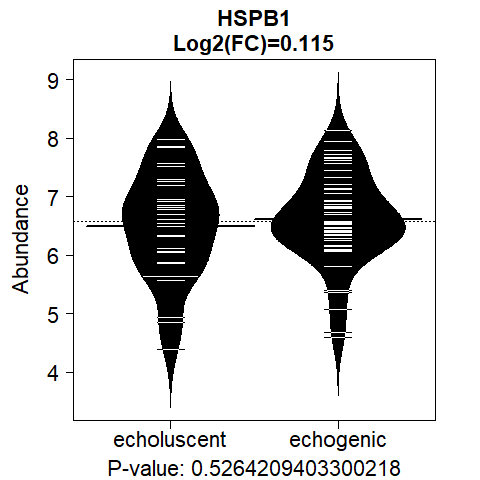 HSPB1
Log2(FC)=0.115
Abundance
9
8
7
6
5
4
echoluscent echogenic
P-value: 0.5264209403300218